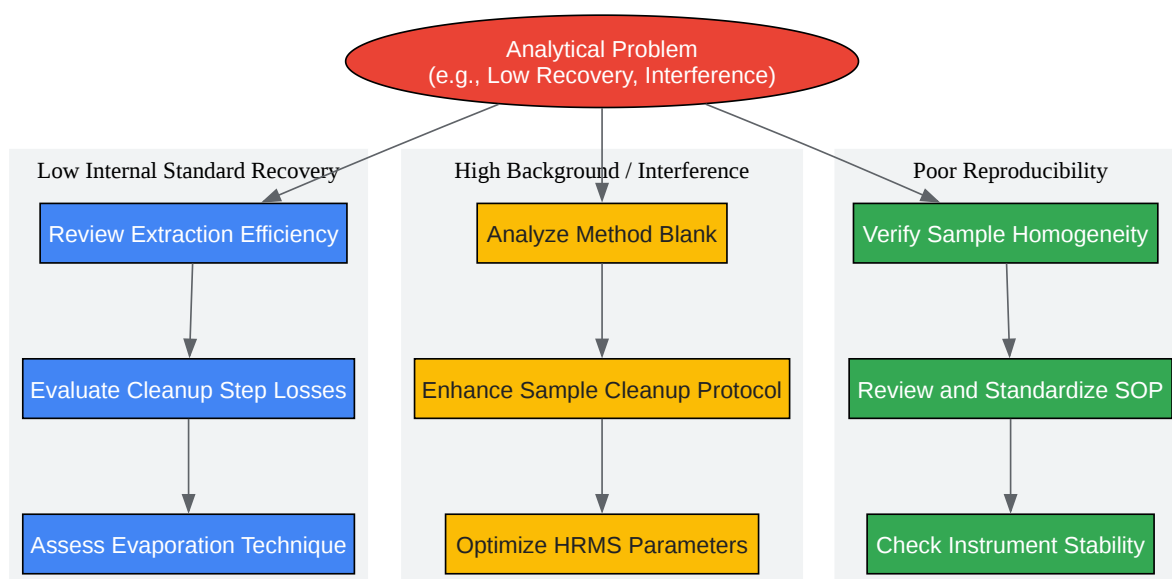 Analytical Problem
(e.g., Low Recovery, Interference)
Low Internal Standard Recovery
Review Extraction Efficiency
Evaluate Cleanup Step Losses
Assess Evaporation Technique
High Background / Interference
Analyze Method Blank
Enhance Sample Cleanup Protocol
Optimize HRMS Parameters
Poor Reproducibility
Verify Sample Homogeneity
Review and Standardize SOP
Check Instrument Stability